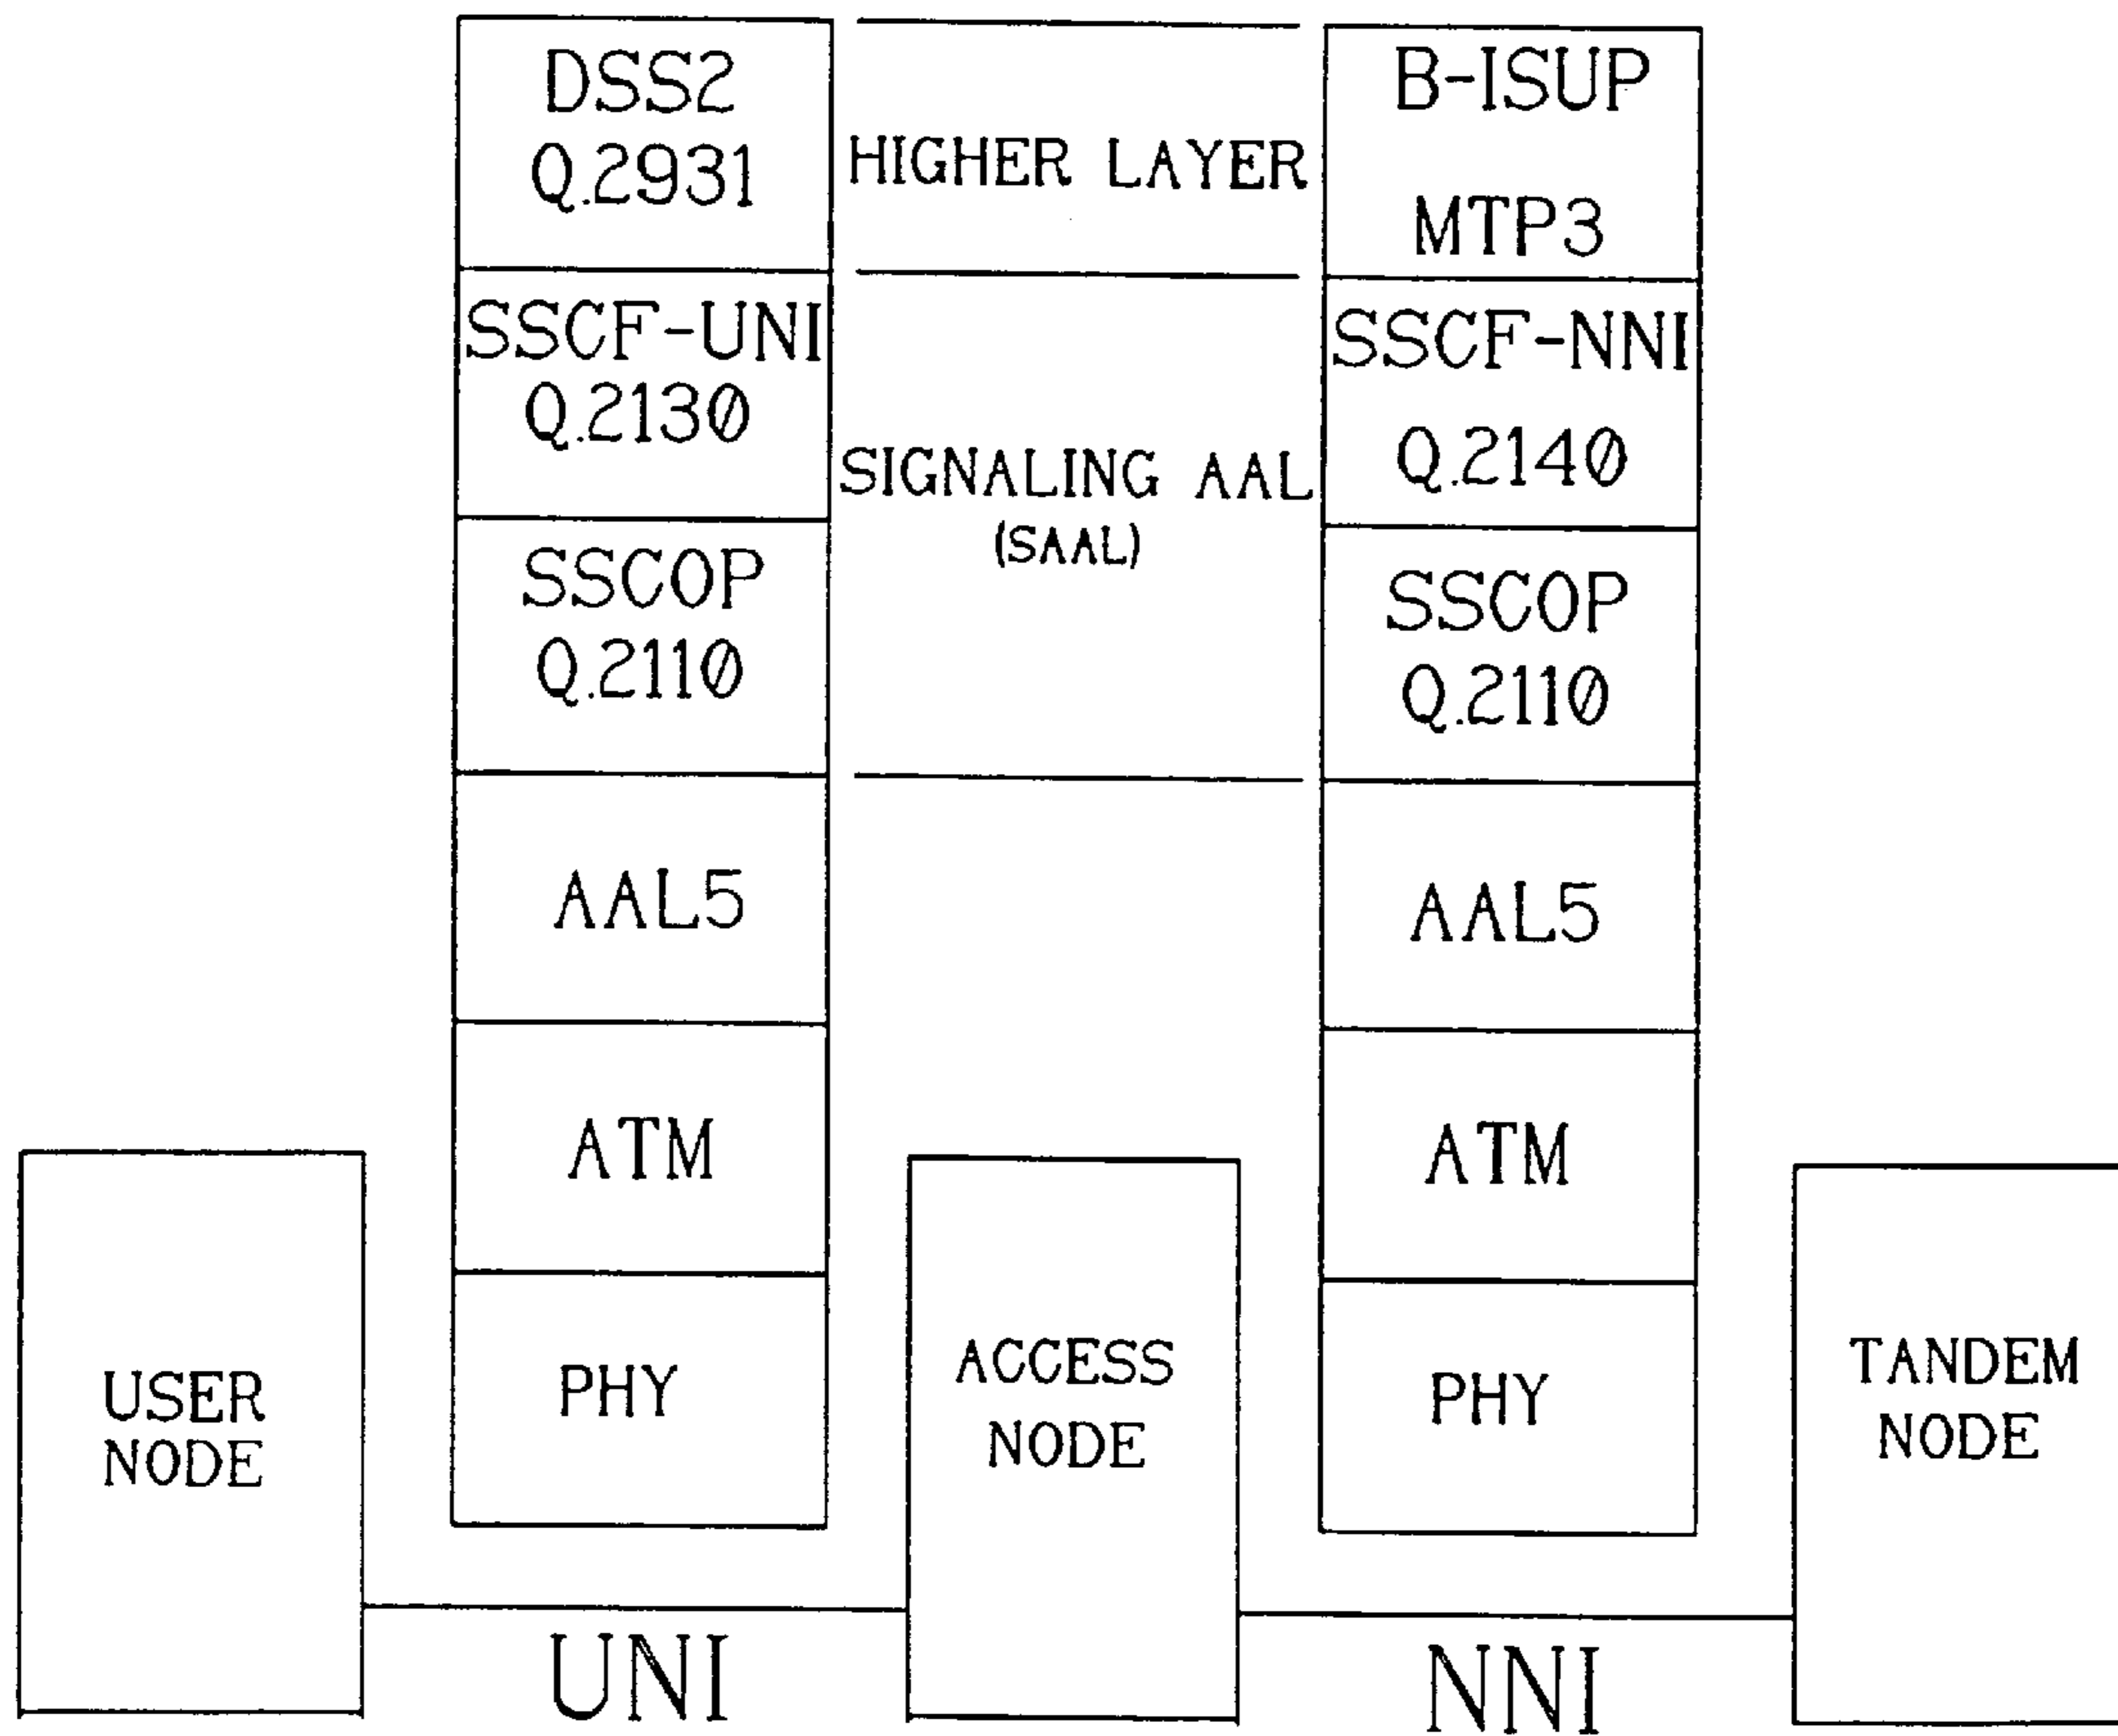 DSS2
Q.2931
SSCF-UNI
Q.2130
SSCOP
Q.2110
AAL5
ATM
PHY
HIGHER LAYER
SIGNALING AAL
(SAAL)
B-ISUP
MTP3
SSCF-NNI
Q.2140
SSCOP
Q.2110
AAL5
ATM
PHY
USER
NODE
UNI
ACCESS
NODE
NNI
TANDEM
NODE